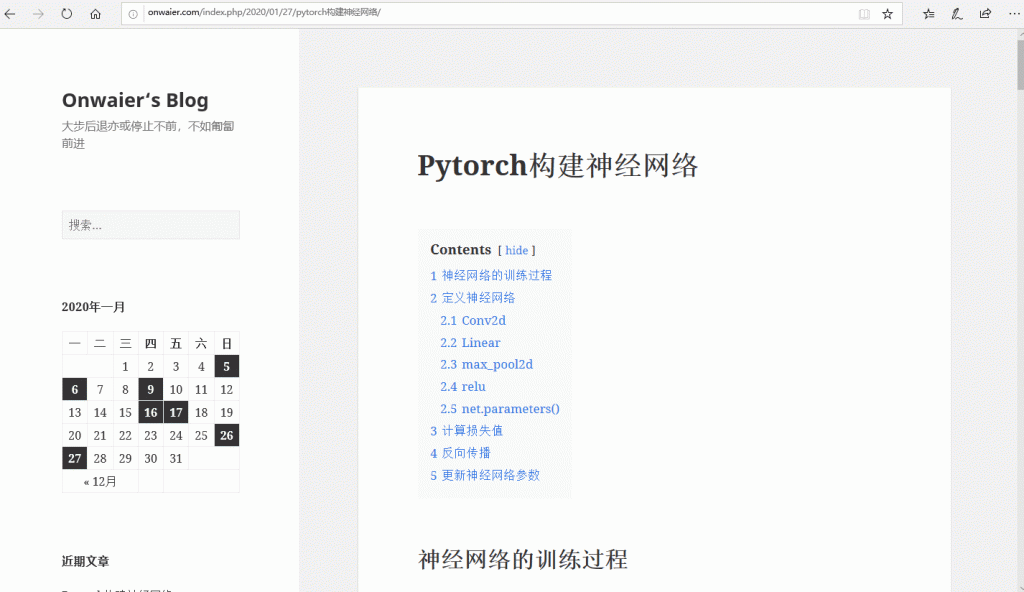 onwaier.com/index.php/2020/01/27/pytorch构建神经网络/
Onwaier‘s Blog
大步后退亦或停止不前，不如匍匐
前进
搜索…
2020年一月
一 二 三 四 五 六 日
1 2 3 4 5
6 7 8 9 10 11 12
13 14 15 16 17 18 19
20 21 22 23 24 25 26
27 28 29 30 31
« 12月
近期文章
Pytorch构建神经网络
Contents [ hide ]
1 神经网络的训练过程
2 定义神经网络
2.1 Conv2d
2.2 Linear
2.3 max_pool2d
2.4 relu
2.5 net.parameters()
3 计算损失值
4 反向传播
5 更新神经网络参数
神经网络的训练过程